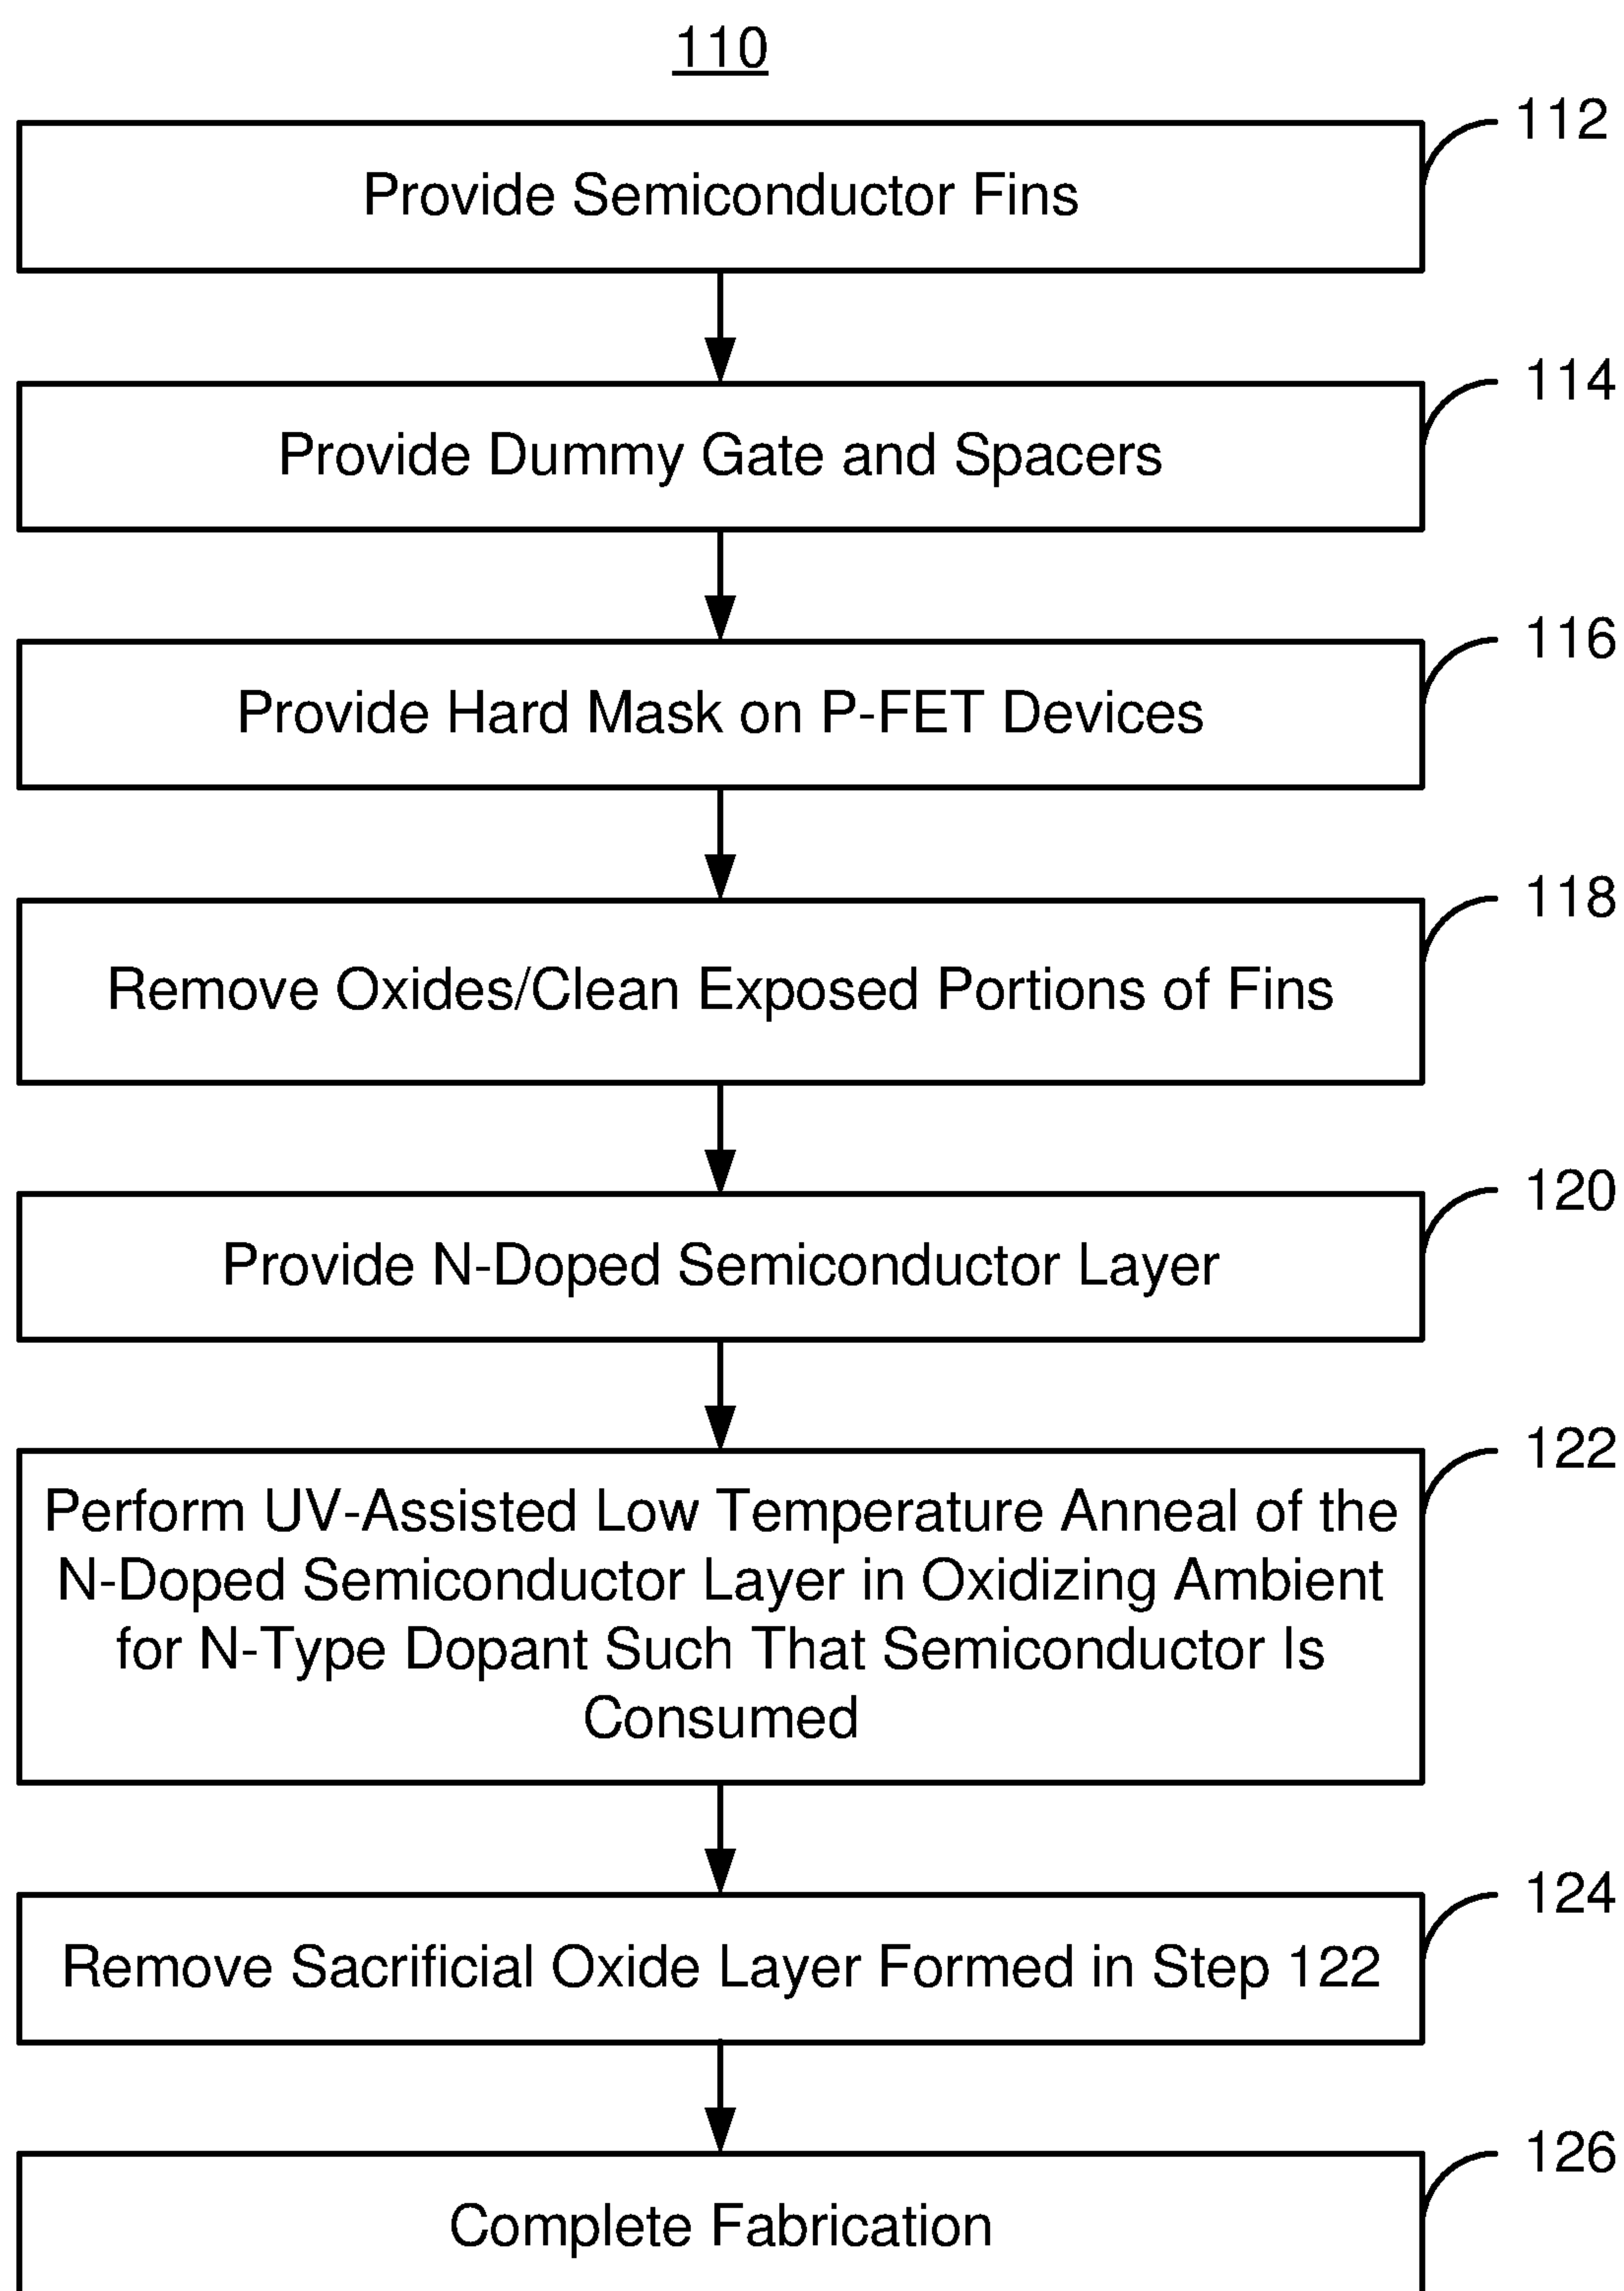 110
112
Provide Semiconductor Fins
114
Provide Dummy Gate and Spacers
116
Provide Hard Mask on P-FET Devices
118
Remove Oxides/Clean Exposed Portions of Fins
120
Provide N-Doped Semiconductor Layer
122
Perform UV-Assisted Low Temperature Anneal of the
N-Doped Semiconductor Layer in Oxidizing Ambient
for N-Type Dopant Such That Semiconductor Is
Consumed
124
Remove Sacrificial Oxide Layer Formed in Step 122
126
Complete Fabrication